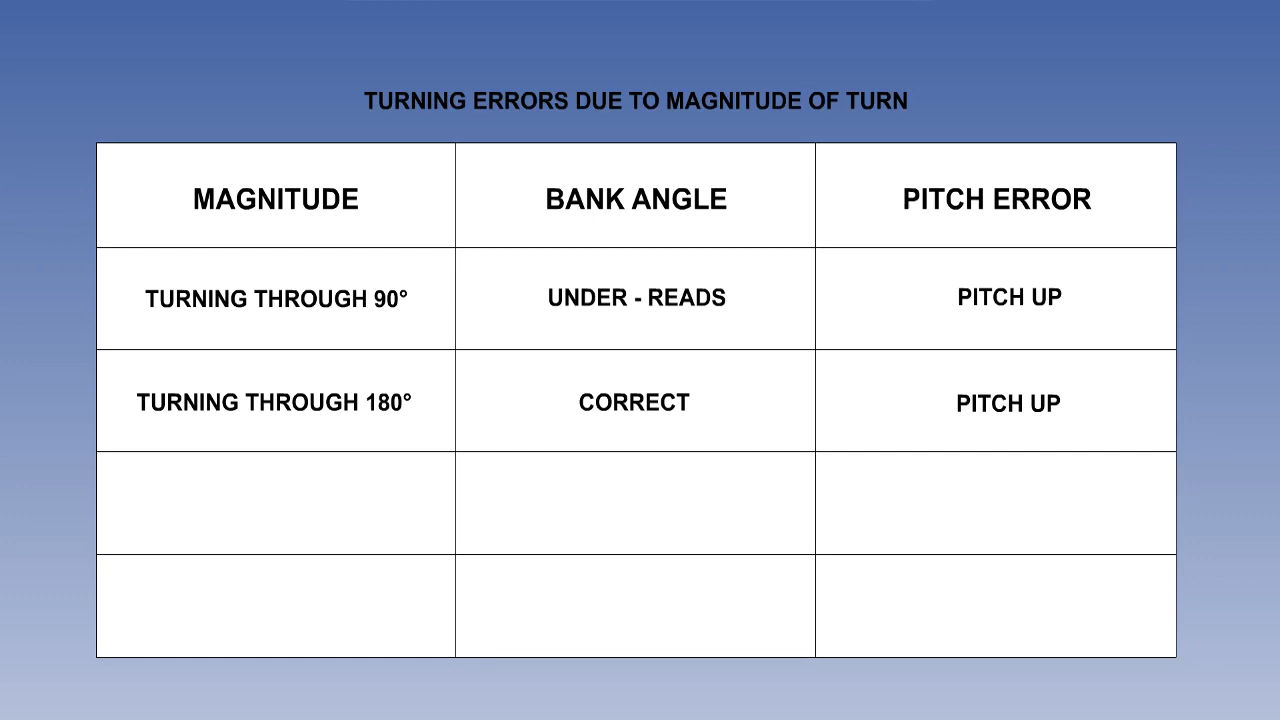 TURNING ERRORS DUE TO MAGNITUDE OF TURN
MAGNITUDE BANK ANGLE PITCH ERROR
TURNING THROUGH 90° UNDER - READS PITCH UP
TURNING THROUGH 180° CORRECT PITCH UP